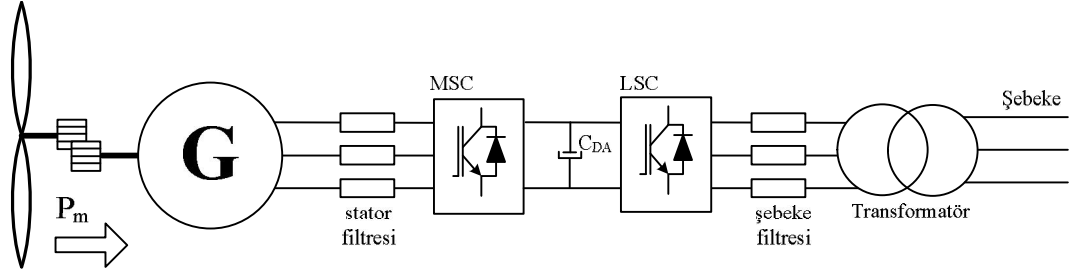 MSC
LSC
Şebeke
G
C_DA
P_m
stator
filtresi
şebeke
filtresi
Transformatör